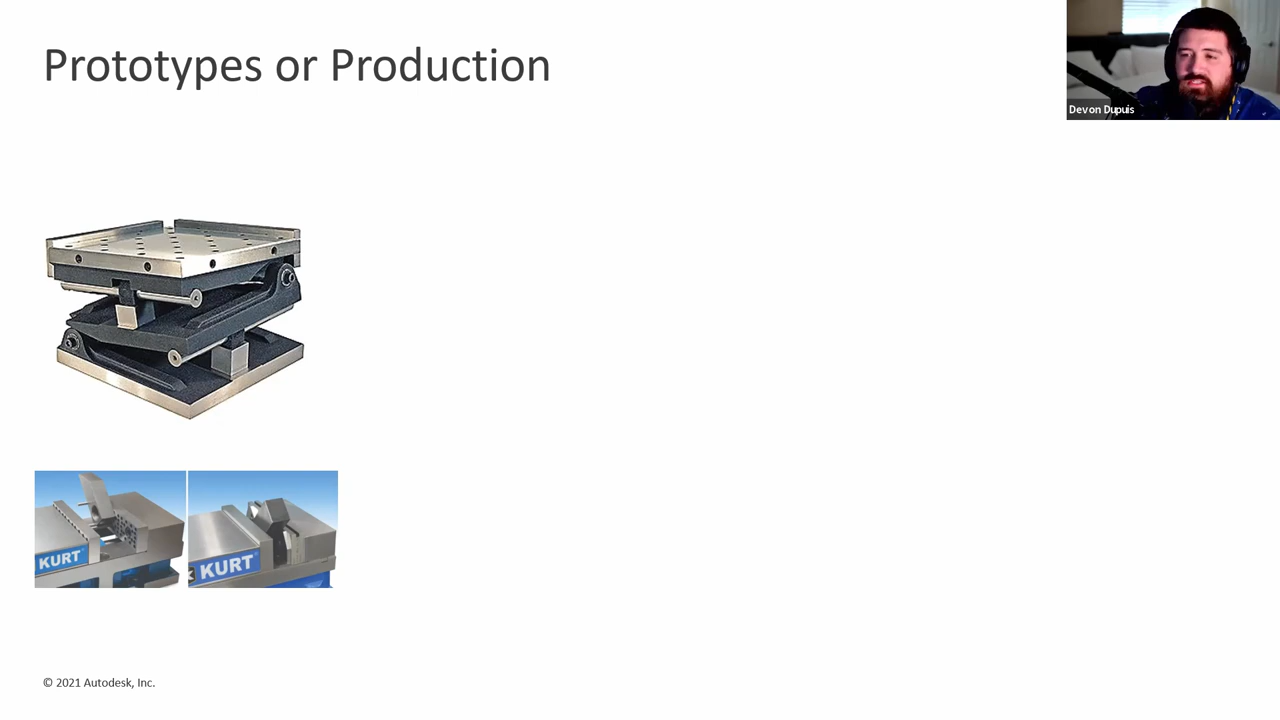 Prototypes or Production
Devon Dupuis
KURT
KURT
© 2021 Autodesk, Inc.